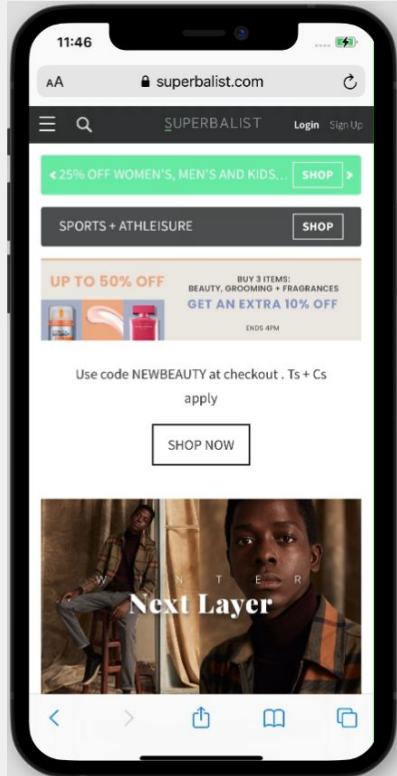 11:46
AA superbalist.com
SUPERBALIST Login Sign Up
25% OFF WOMEN'S, MEN'S AND KIDS... SHOP
SPORTS + ATHLEISURE SHOP
UP TO 50% OFF
BUY 3 ITEMS:
BEAUTY, GROOMING + FRAGRANCES
GET AN EXTRA 10% OFF
ENDS 4PM
Use code NEWBEAUTY at checkout . Ts + Cs
apply
SHOP NOW
WINTER
Next Layer